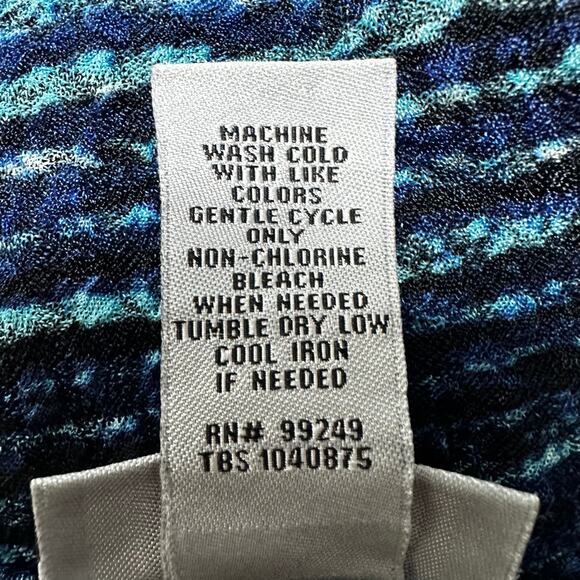 MACHINE
WASH COLD
WITH LIKE
COLORS
GENTLE CYCLE
ONLY
NON-CHLORINE
BLEACH
WHEN NEEDED
TUMBLE DRY LOW
COOL IRON
IF NEEDED
RN# 99249
TBS 1040875